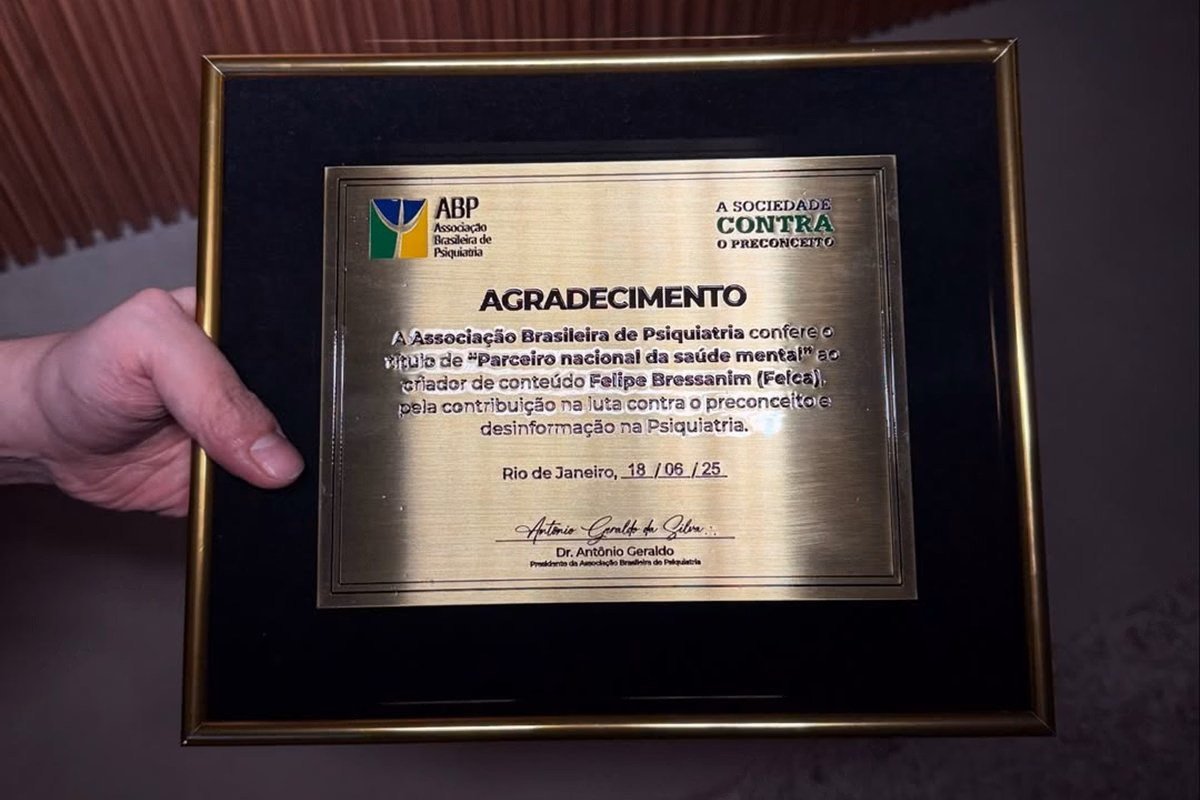 ABP
Associação
Brasileira de
Psiquiatria
A SOCIEDADE
CONTRA
O PRECONCEITO
AGRADECIMENTO
A Associação Brasileira de Psiquiatria confere o
título de “Parceiro nacional da saúde mental” ao
criador de conteúdo Felipe Bressanim (Felca),
pela contribuição na luta contra o preconceito e
desinformação na Psiquiatria.
Rio de Janeiro, 18 / 06 / 25
Antônio Geraldo da Silva
Dr. Antônio Geraldo
Presidente da Associação Brasileira de Psiquiatria